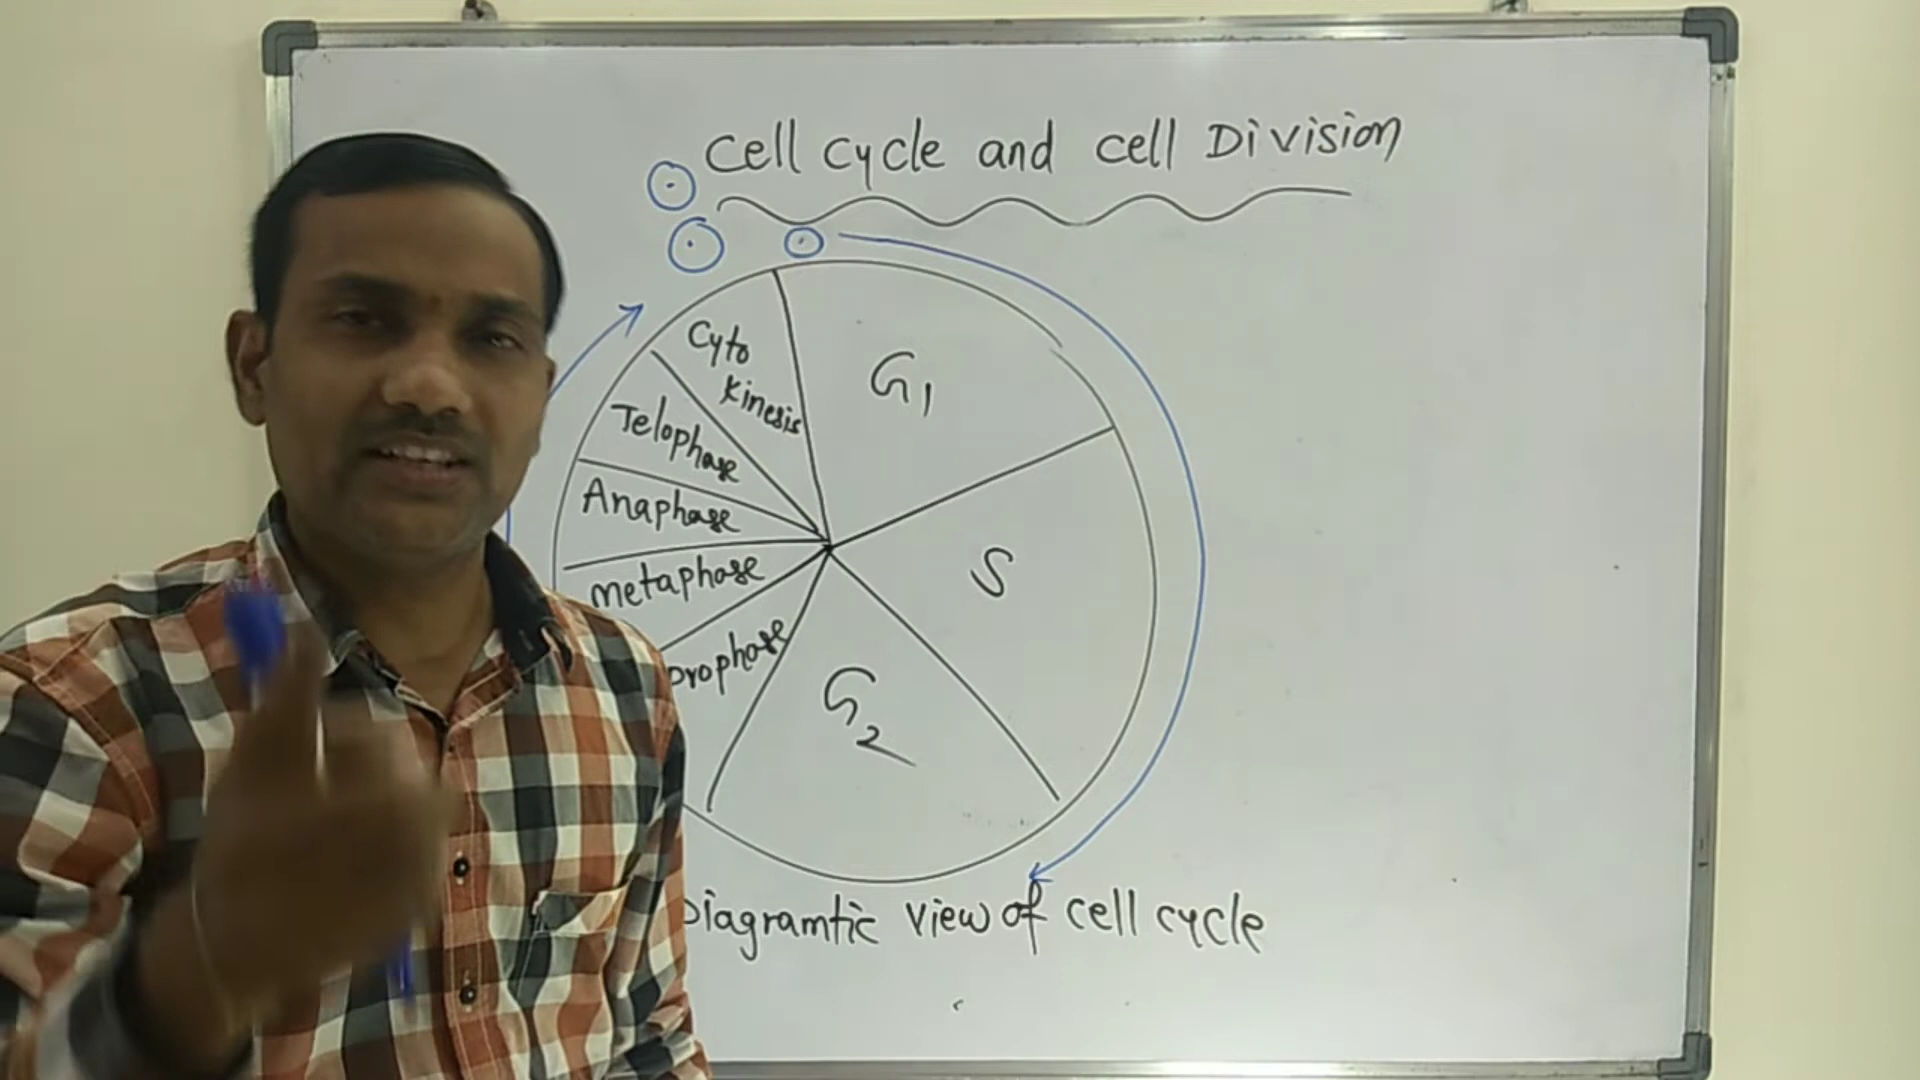 Cell cycle and cell Division
Cyto
kinesis
G1
Telophase
Anaphase
S
metaphase
prophase
G2
Diagramtic view of cell cycle